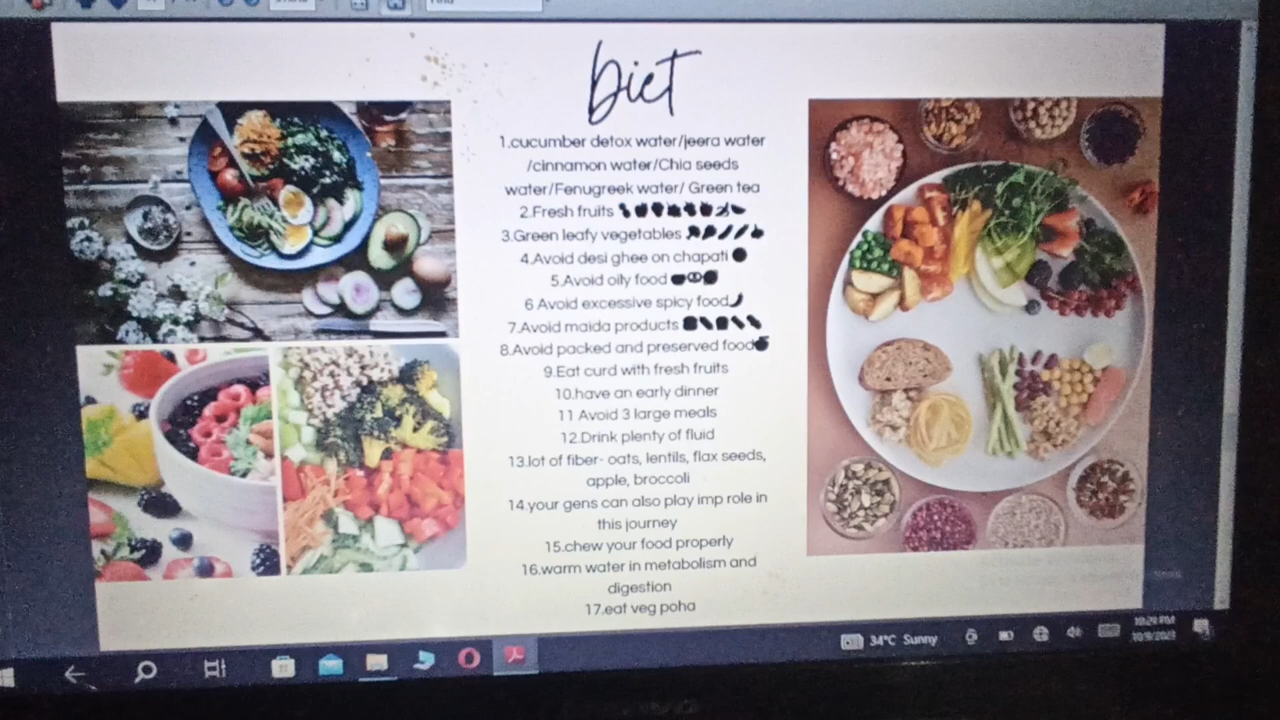 Diet
1.cucumber detox water/jeera water
/cinnamon water/Chia seeds
water/Fenugreek water/ Green tea
2.Fresh fruits
3.Green leafy vegetables
4.Avoid desi ghee on chapati
5.Avoid oily food
6 Avoid excessive spicy food
7.Avoid maida products
8.Avoid packed and preserved food
9.Eat curd with fresh fruits
10.have an early dinner
11 Avoid 3 large meals
12.Drink plenty of fluid
13.lot of fiber- oats, lentils, flax seeds,
apple, broccoli
14.your gens can also play imp role in
this journey
15.chew your food properly
16.warm water in metabolism and
digestion
17.eat veg poha
34°C Sunny